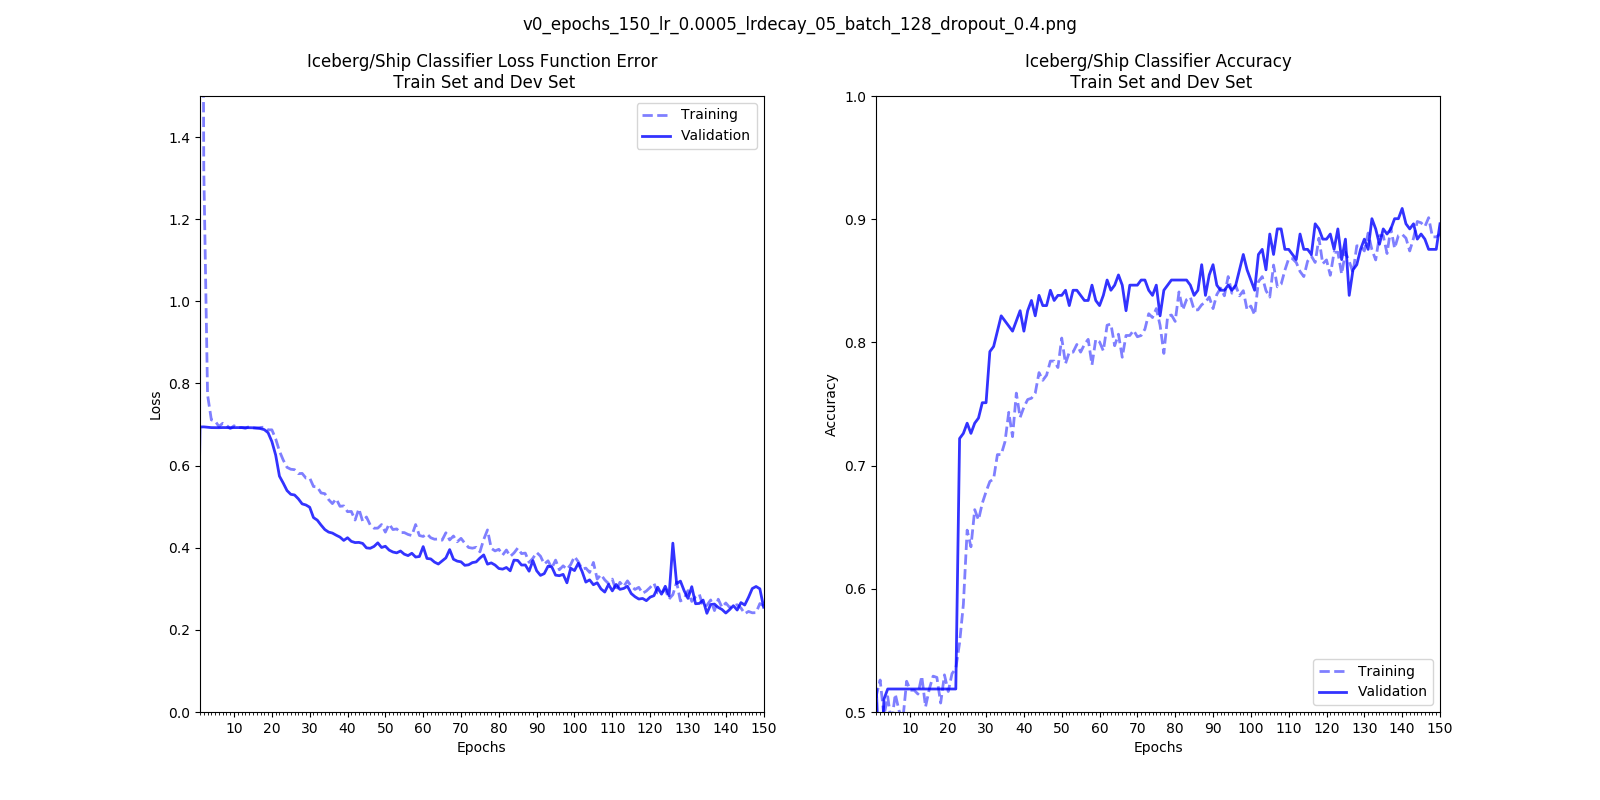 v0_epochs_150_lr_0.0005_lrdecay_05_batch_128_dropout_0.4.png
Iceberg/Ship Classifier Loss Function Error
Train Set and Dev Set
Training
Validation
1.4
1.2
1.0
0.8
0.6
0.4
0.2
0.0
Loss
10 20 30 40 50 60 70 80 90 100 110 120 130 140 150
Epochs
Iceberg/Ship Classifier Accuracy
Train Set and Dev Set
1.0
0.9
0.8
0.7
0.6
0.5
Accuracy
Training
Validation
10 20 30 40 50 60 70 80 90 100 110 120 130 140 150
Epochs